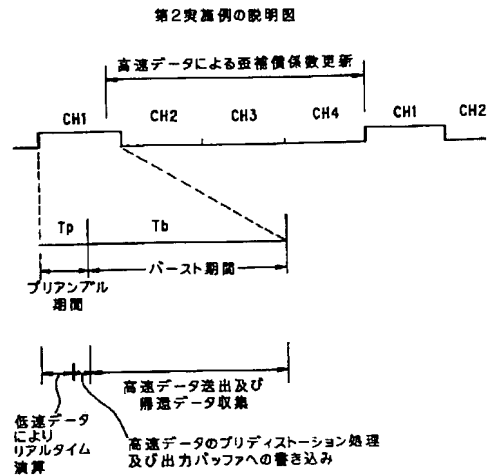 第2実施例の説明図
高速データによる歪補償係数更新
CH1 CH2 CH3 CH4 CH1 CH2
Tp Tb
プリアンブル
期間
バースト期間
高速データ送出及び
帰還データ収集
低速データ
により
リアルタイム
演算
高速データのプリディストーション処理
及び出力バッファへの書き込み